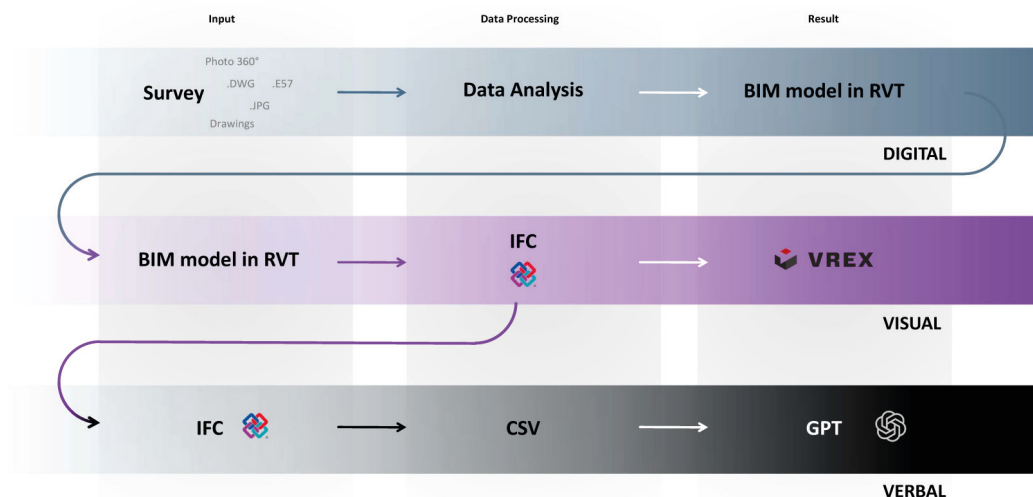 Input
Data Processing
Result
Photo 360°
Survey
.DWG .E57
.JPG
Drawings
Data Analysis
BIM model in RVT
DIGITAL
BIM model in RVT
IFC
VREX
VISUAL
IFC
CSV
GPT
VERBAL